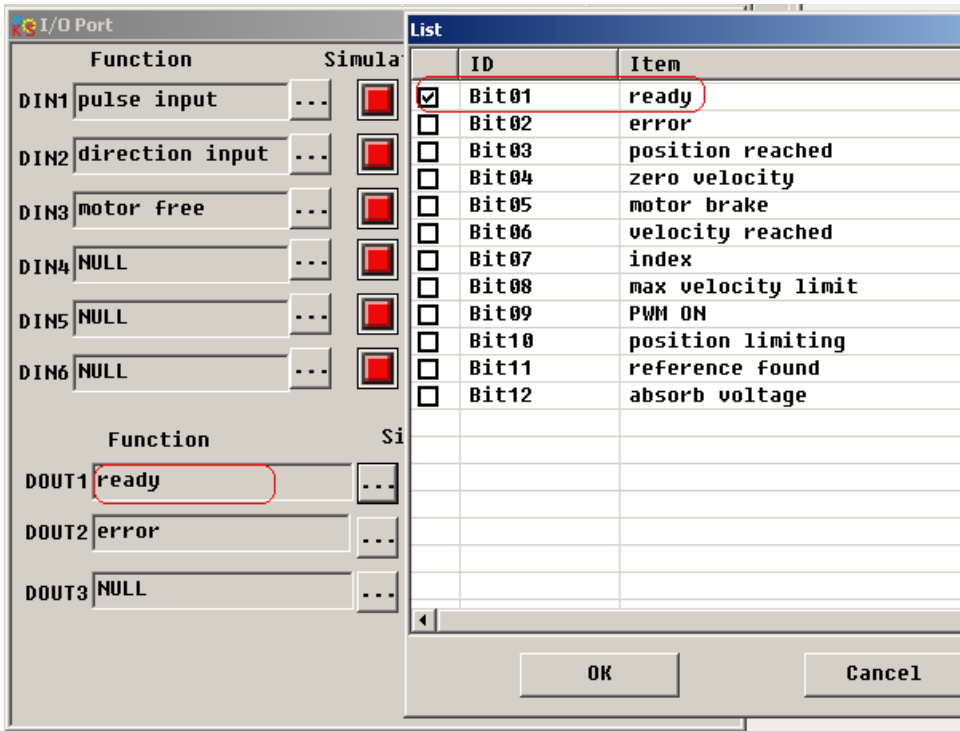 I/O Port
Function Simula
DIN1 pulse input ...
DIN2 direction input ...
DIN3 motor free ...
DIN4 NULL ...
DIN5 NULL ...
DIN6 NULL ...
Function Si
DOUT1 ready ...
DOUT2 error ...
DOUT3 NULL ...
List
ID Item
Bit01 ready
Bit02 error
Bit03 position reached
Bit04 zero velocity
Bit05 motor brake
Bit06 velocity reached
Bit07 index
Bit08 max velocity limit
Bit09 PWM ON
Bit10 position limiting
Bit11 reference found
Bit12 absorb voltage
OK Cancel